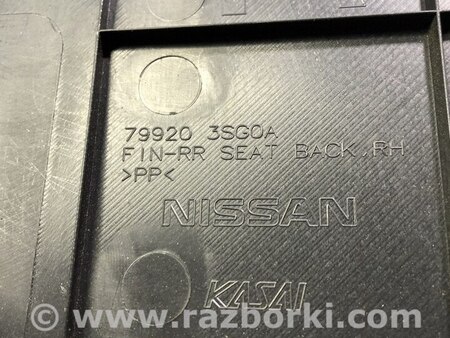 79920 3SG0A
FIN-RR SEAT BACK,RH
>PP<
NISSAN
KASAI
© www.razborki.com